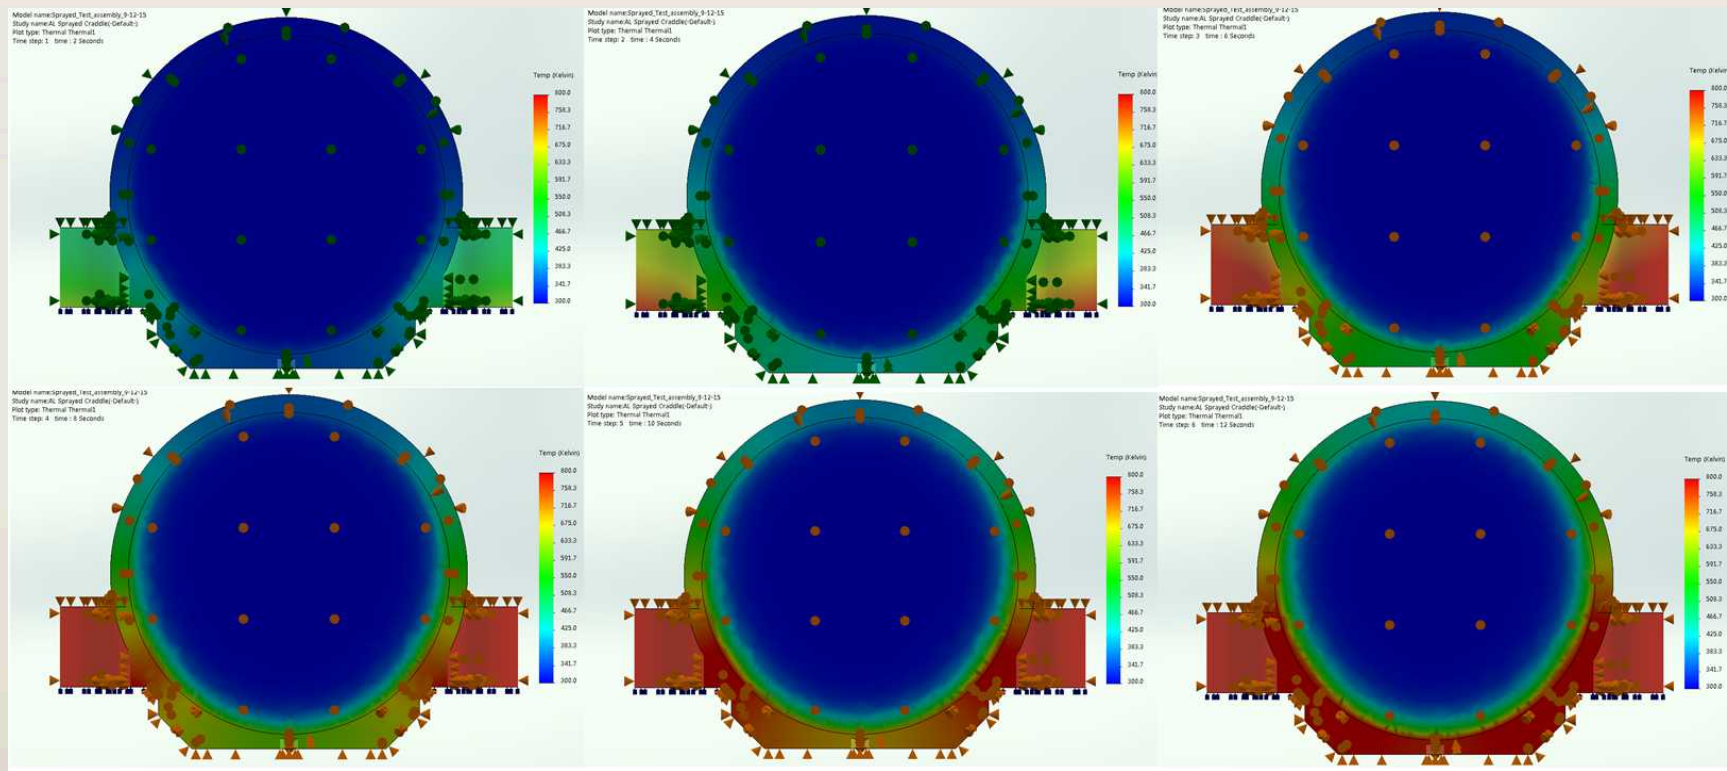 Model name:Sprayed_Test_assembly_9-12-15
Study name:AL Sprayed Craddle(-Default-)
Plot type: Thermal Thermal1
Time step: 1 time : 2 Seconds
Temp (Kelvin)
800.0
758.3
716.7
675.0
633.3
591.7
550.0
508.3
466.7
425.0
383.3
341.7
300.0
Model name:Sprayed_Test_assembly_9-12-15
Study name:AL Sprayed Craddle(-Default-)
Plot type: Thermal Thermal1
Time step: 2 time : 4 Seconds
Temp (Kelvin)
800.0
758.3
716.7
675.0
633.3
591.7
550.0
508.3
466.7
425.0
383.3
341.7
300.0
Model name:Sprayed_Test_assembly_9-12-15
Study name:AL Sprayed Craddle(-Default-)
Plot type: Thermal Thermal1
Time step: 3 time : 6 Seconds
Temp (Kelvin)
800.0
758.3
716.7
675.0
633.3
591.7
550.0
508.3
466.7
425.0
383.3
341.7
300.0
Model name:Sprayed_Test_assembly_9-12-15
Study name:AL Sprayed Craddle(-Default-)
Plot type: Thermal Thermal1
Time step: 4 time : 8 Seconds
Temp (Kelvin)
800.0
758.3
716.7
675.0
633.3
591.7
550.0
508.3
466.7
425.0
383.3
341.7
300.0
Model name:Sprayed_Test_assembly_9-12-15
Study name:AL Sprayed Craddle(-Default-)
Plot type: Thermal Thermal1
Time step: 5 time : 10 Seconds
Temp (Kelvin)
800.0
758.3
716.7
675.0
633.3
591.7
550.0
508.3
466.7
425.0
383.3
341.7
300.0
Model name:Sprayed_Test_assembly_9-12-15
Study name:AL Sprayed Craddle(-Default-)
Plot type: Thermal Thermal1
Time step: 6 time : 12 Seconds
Temp (Kelvin)
800.0
758.3
716.7
675.0
633.3
591.7
550.0
508.3
466.7
425.0
383.3
341.7
300.0